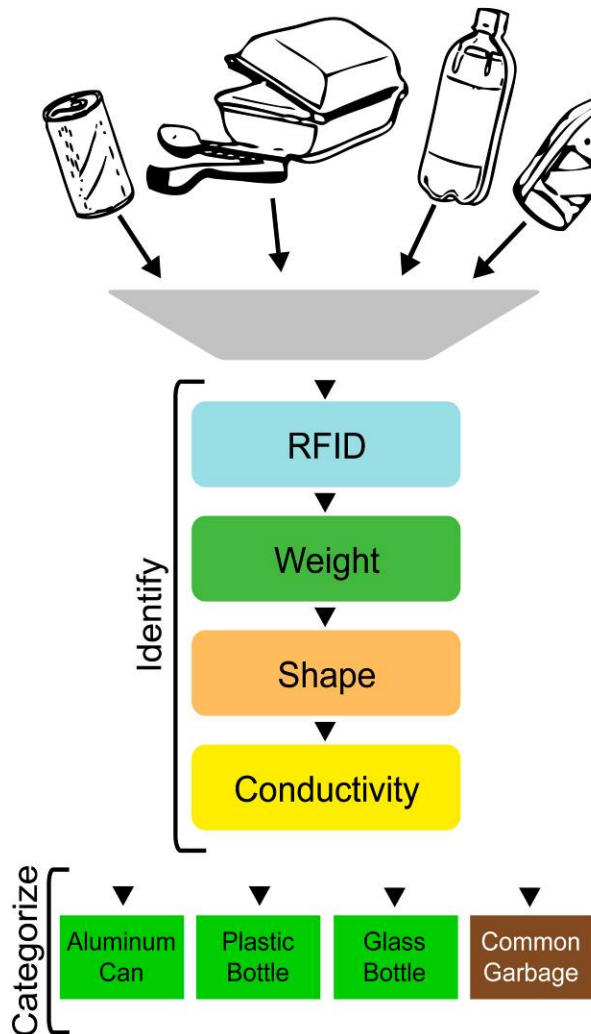 RFID
Weight
Shape
Conductivity
Identify
Categorize
Aluminum
Can
Plastic
Bottle
Glass
Bottle
Common
Garbage